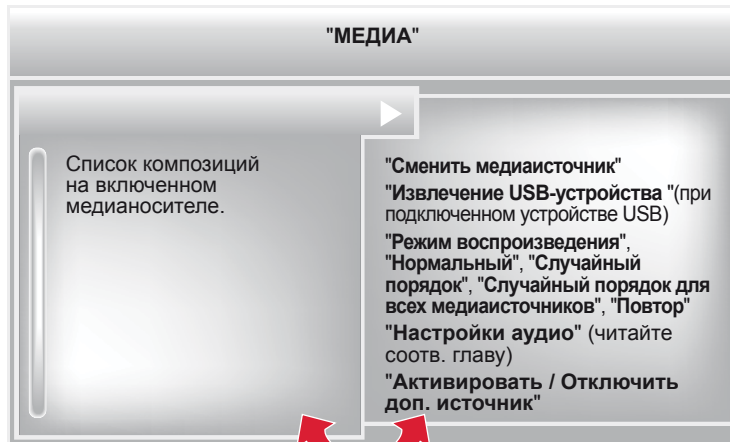 "МЕДИА"
Список композиций
на включенном
медианосителе.
"Сменить медиаисточник"
"Извлечение USB-устройства "(при
подключенном устройстве USB)
"Режим воспроизведения",
"Нормальный", "Случайный
порядок", "Случайный порядок для
всех медиаисточников", "Повтор"
"Настройки аудио" (читайте
соотв. главу)
"Активировать / Отключить
доп. источник"